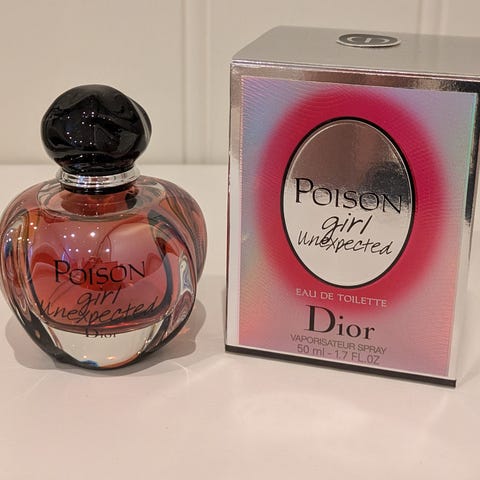 POISON
girl
Unexpected
Dior
POISON
girl
Unexpected
EAU DE TOILETTE
Dior
VAPORISATEUR SPRAY
50 ml - 1.7 FL.OZ